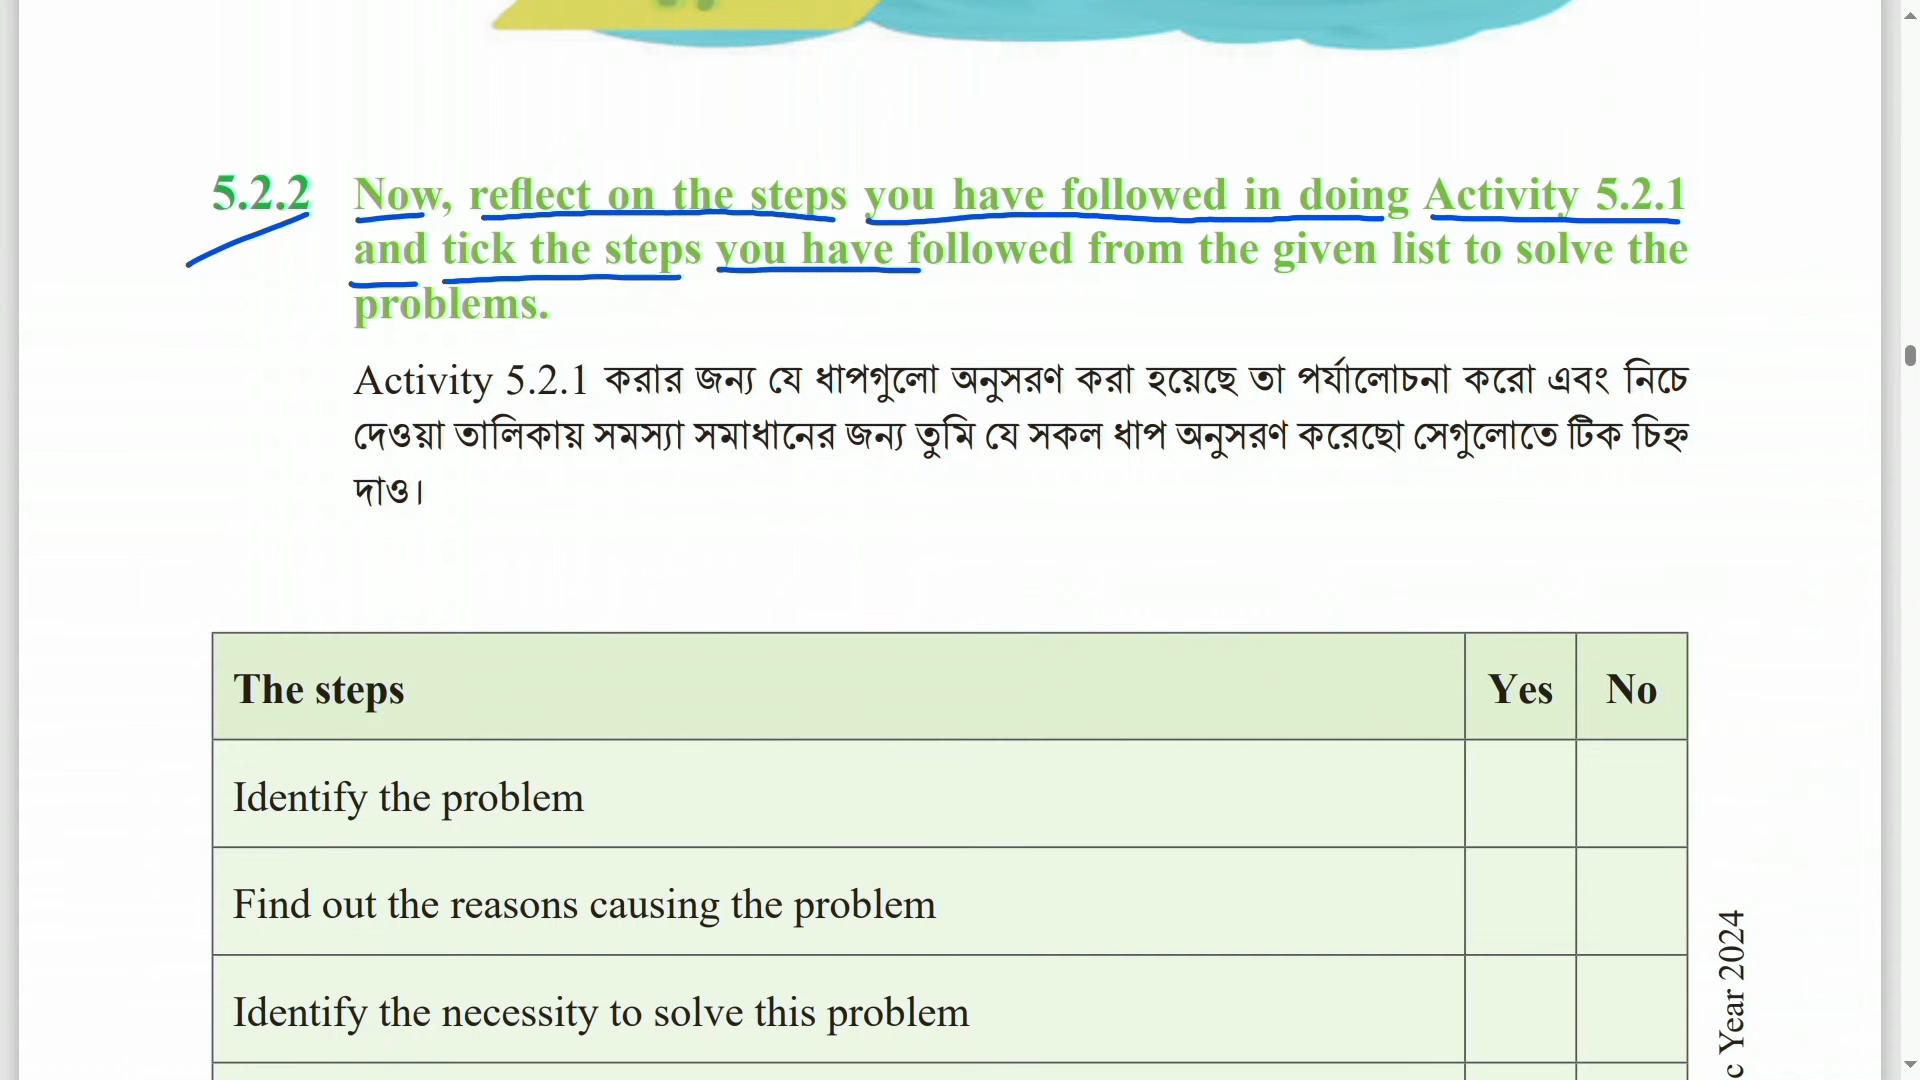 5.2.2 Now, reflect on the steps you have followed in doing Activity 5.2.1
and tick the steps you have followed from the given list to solve the
problems.
Activity 5.2.1 করার জন্য যে ধাপগুলো অনুসরণ করা হয়েছে তা পর্যালোচনা করো এবং নিচে
দেওয়া তালিকায় সমস্যা সমাধানের জন্য তুমি যে সকল ধাপ অনুসরণ করেছো সেগুলোতে টিক চিহ্ন
দাও।
The steps Yes No
Identify the problem
Find out the reasons causing the problem
Identify the necessity to solve this problem
c Year 2024